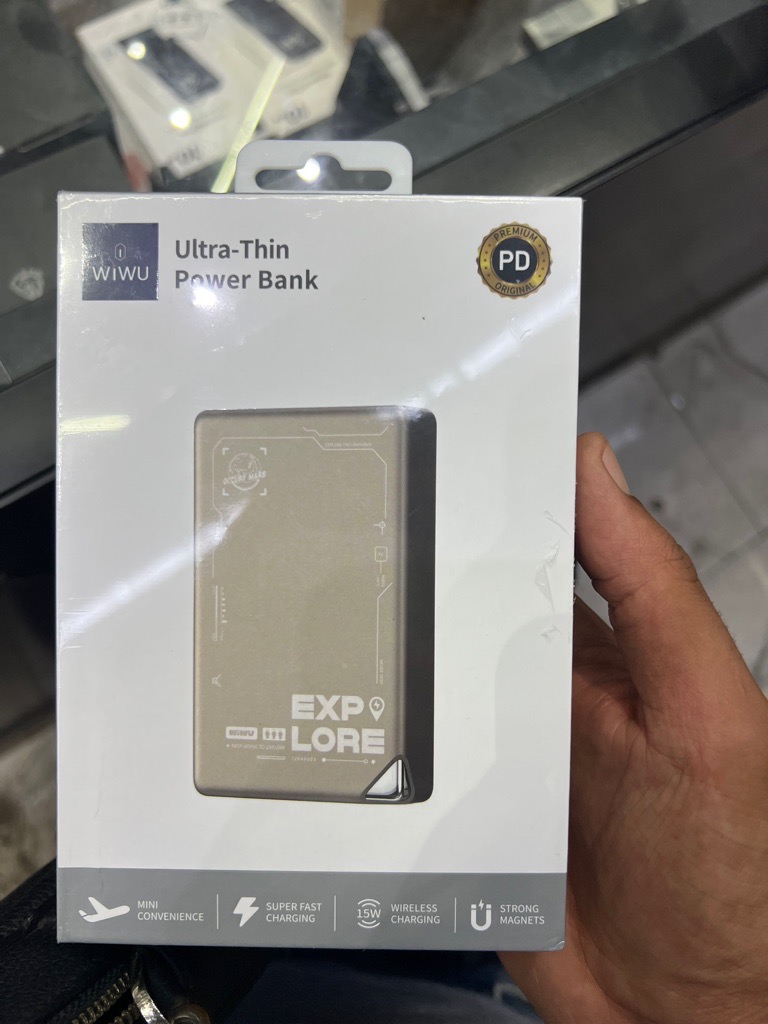 WIWU
Ultra-Thin
Power Bank
PREMIUM
PD
ORIGINAL
EXP
LORE
WIWU
MINI
CONVENIENCE
SUPER FAST
CHARGING
15W
WIRELESS
CHARGING
STRONG
MAGNETS